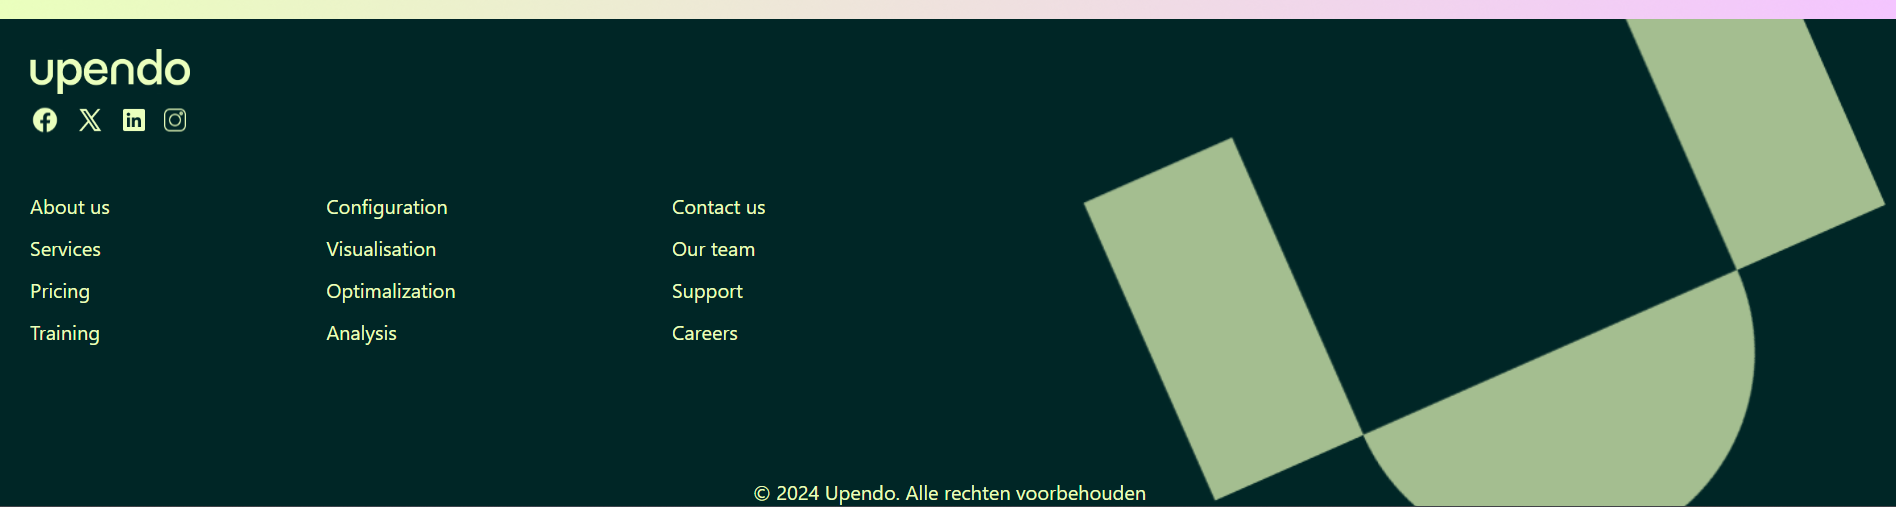 upendo
About us
Services
Pricing
Training
Configuration
Visualisation
Optimalization
Analysis
Contact us
Our team
Support
Careers
© 2024 Upendo. Alle rechten voorbehouden